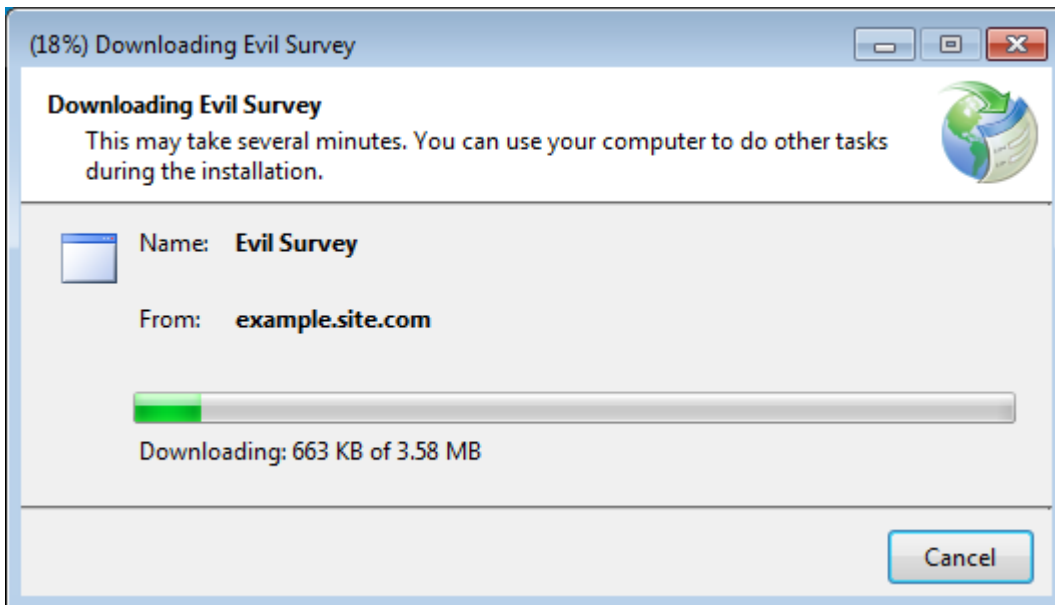 (18%) Downloading Evil Survey
Downloading Evil Survey
This may take several minutes. You can use your computer to do other tasks
during the installation.
Name: Evil Survey
From: example.site.com
Downloading: 663 KB of 3.58 MB
Cancel